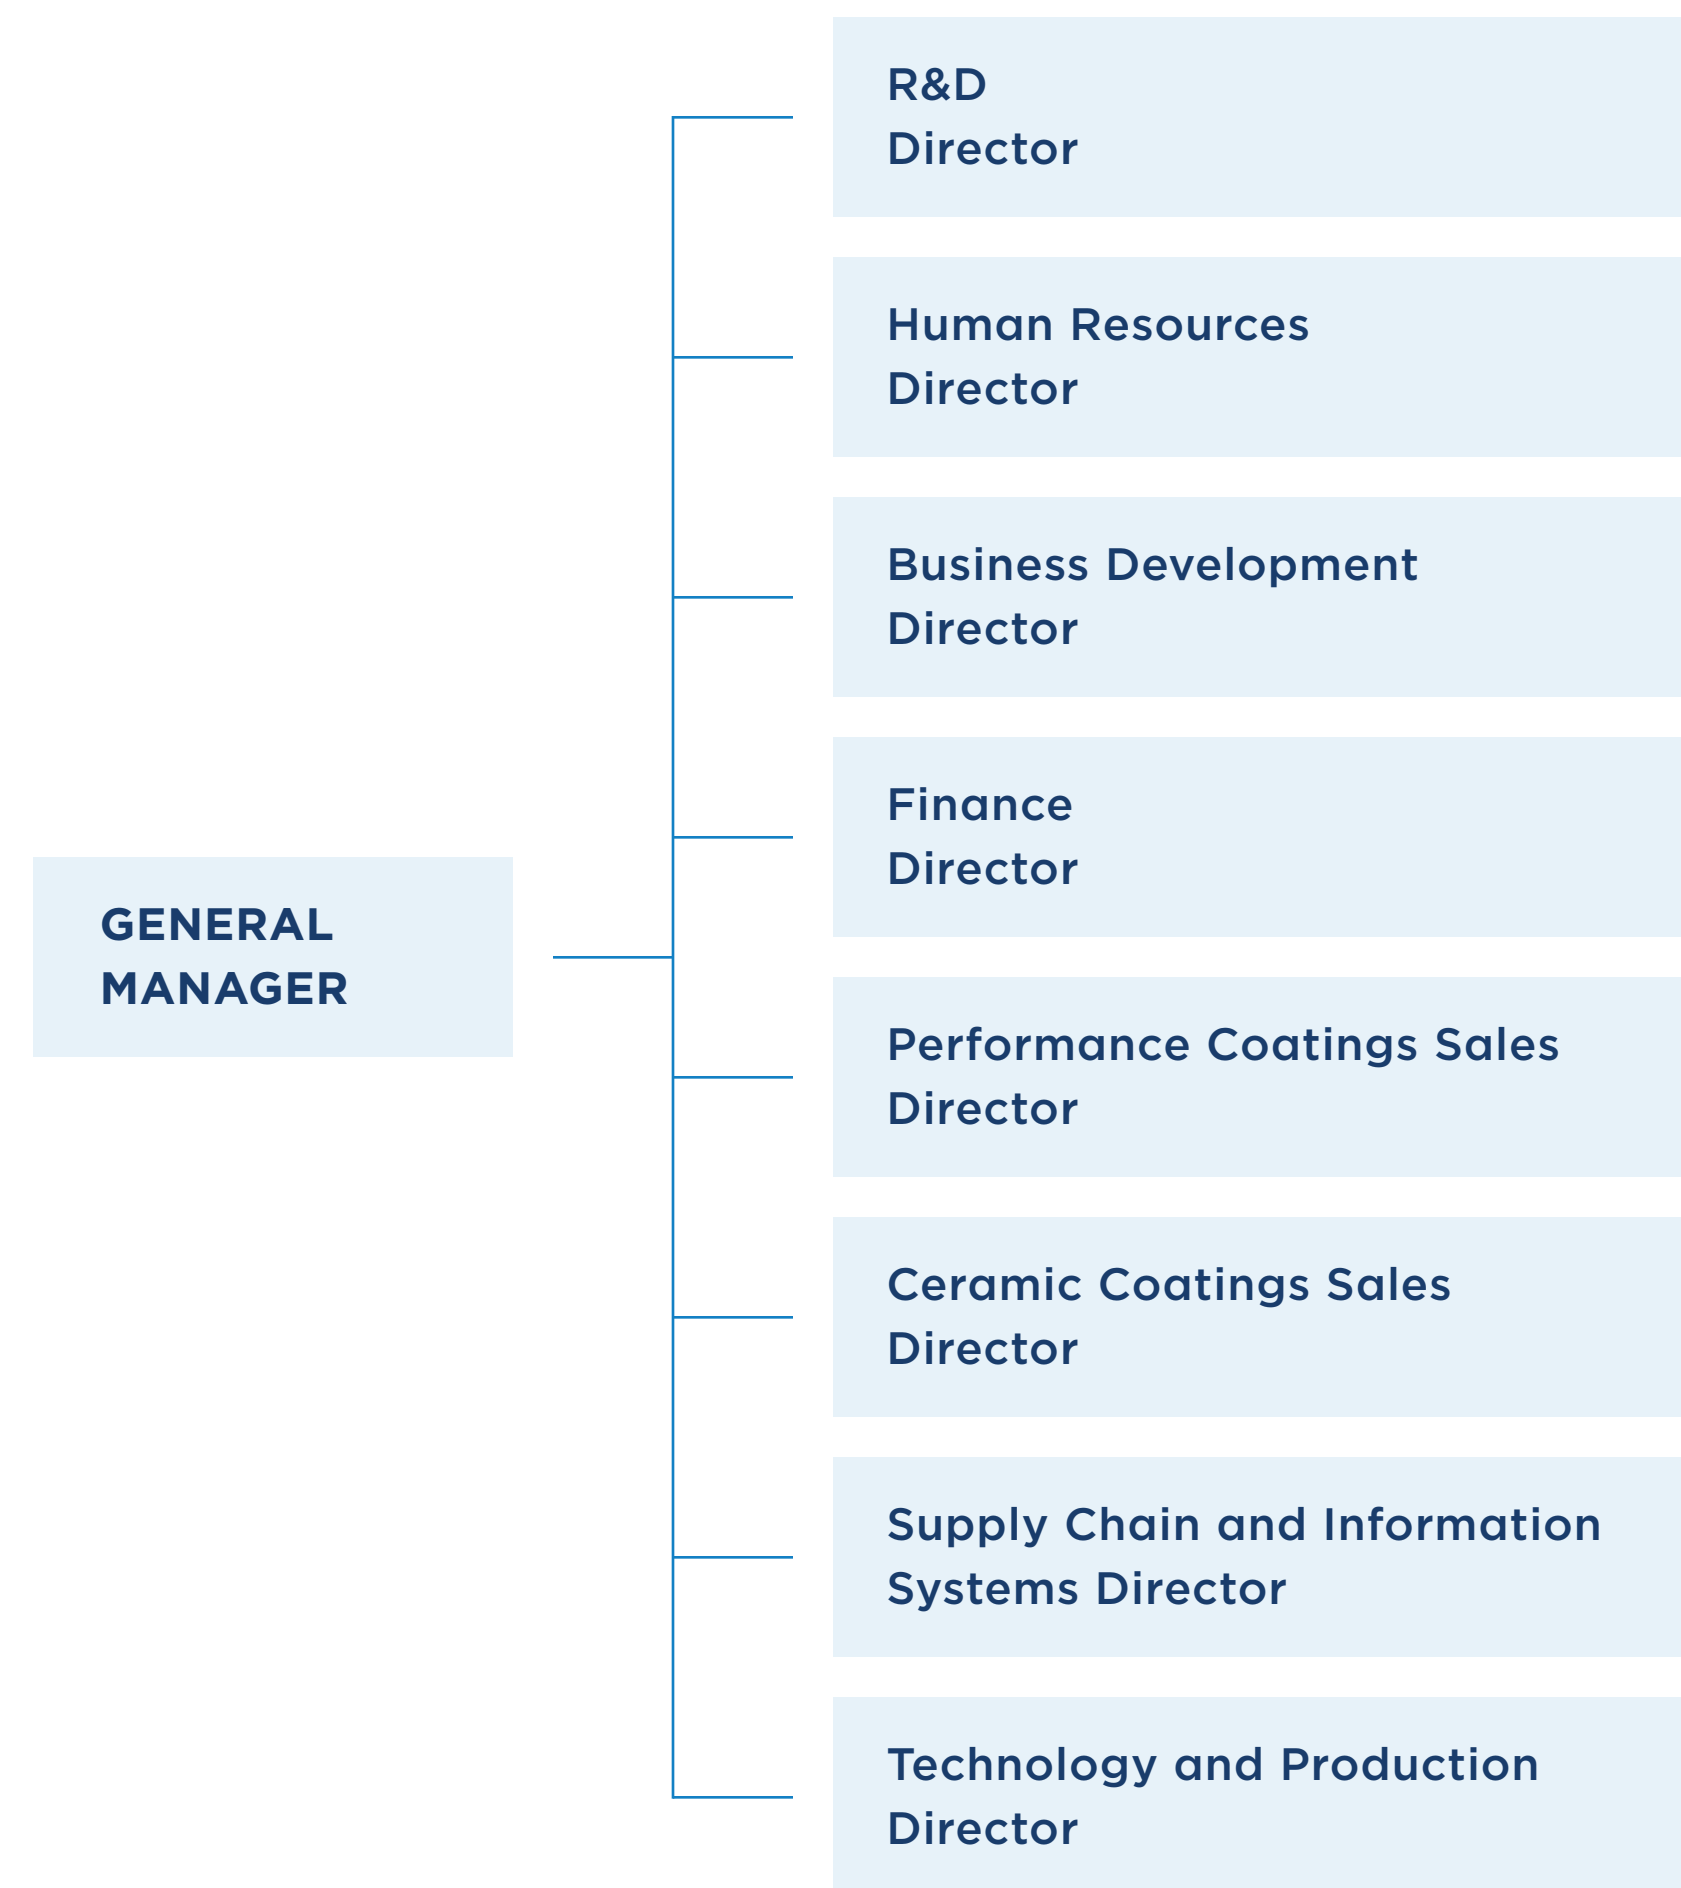 R&D
Director
Human Resources
Director
Business Development
Director
Finance
Director
GENERAL
MANAGER
Performance Coatings Sales
Director
Ceramic Coatings Sales
Director
Supply Chain and Information
Systems Director
Technology and Production
Director